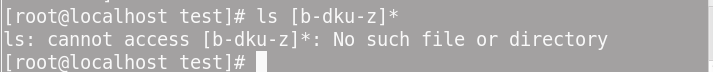 [root@localhost test]# ls [b-dku-z]*
ls: cannot access [b-dku-z]*: No such file or directory
[root@localhost test]#